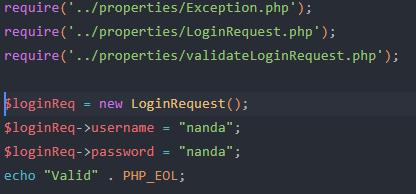 require('../properties/Exception.php');
require('../properties/LoginRequest.php');
require('../properties/validateLoginRequest.php');
$loginReq = new LoginRequest();
$loginReq->username = "nanda";
$loginReq->password = "nanda";
echo "Valid" . PHP_EOL;